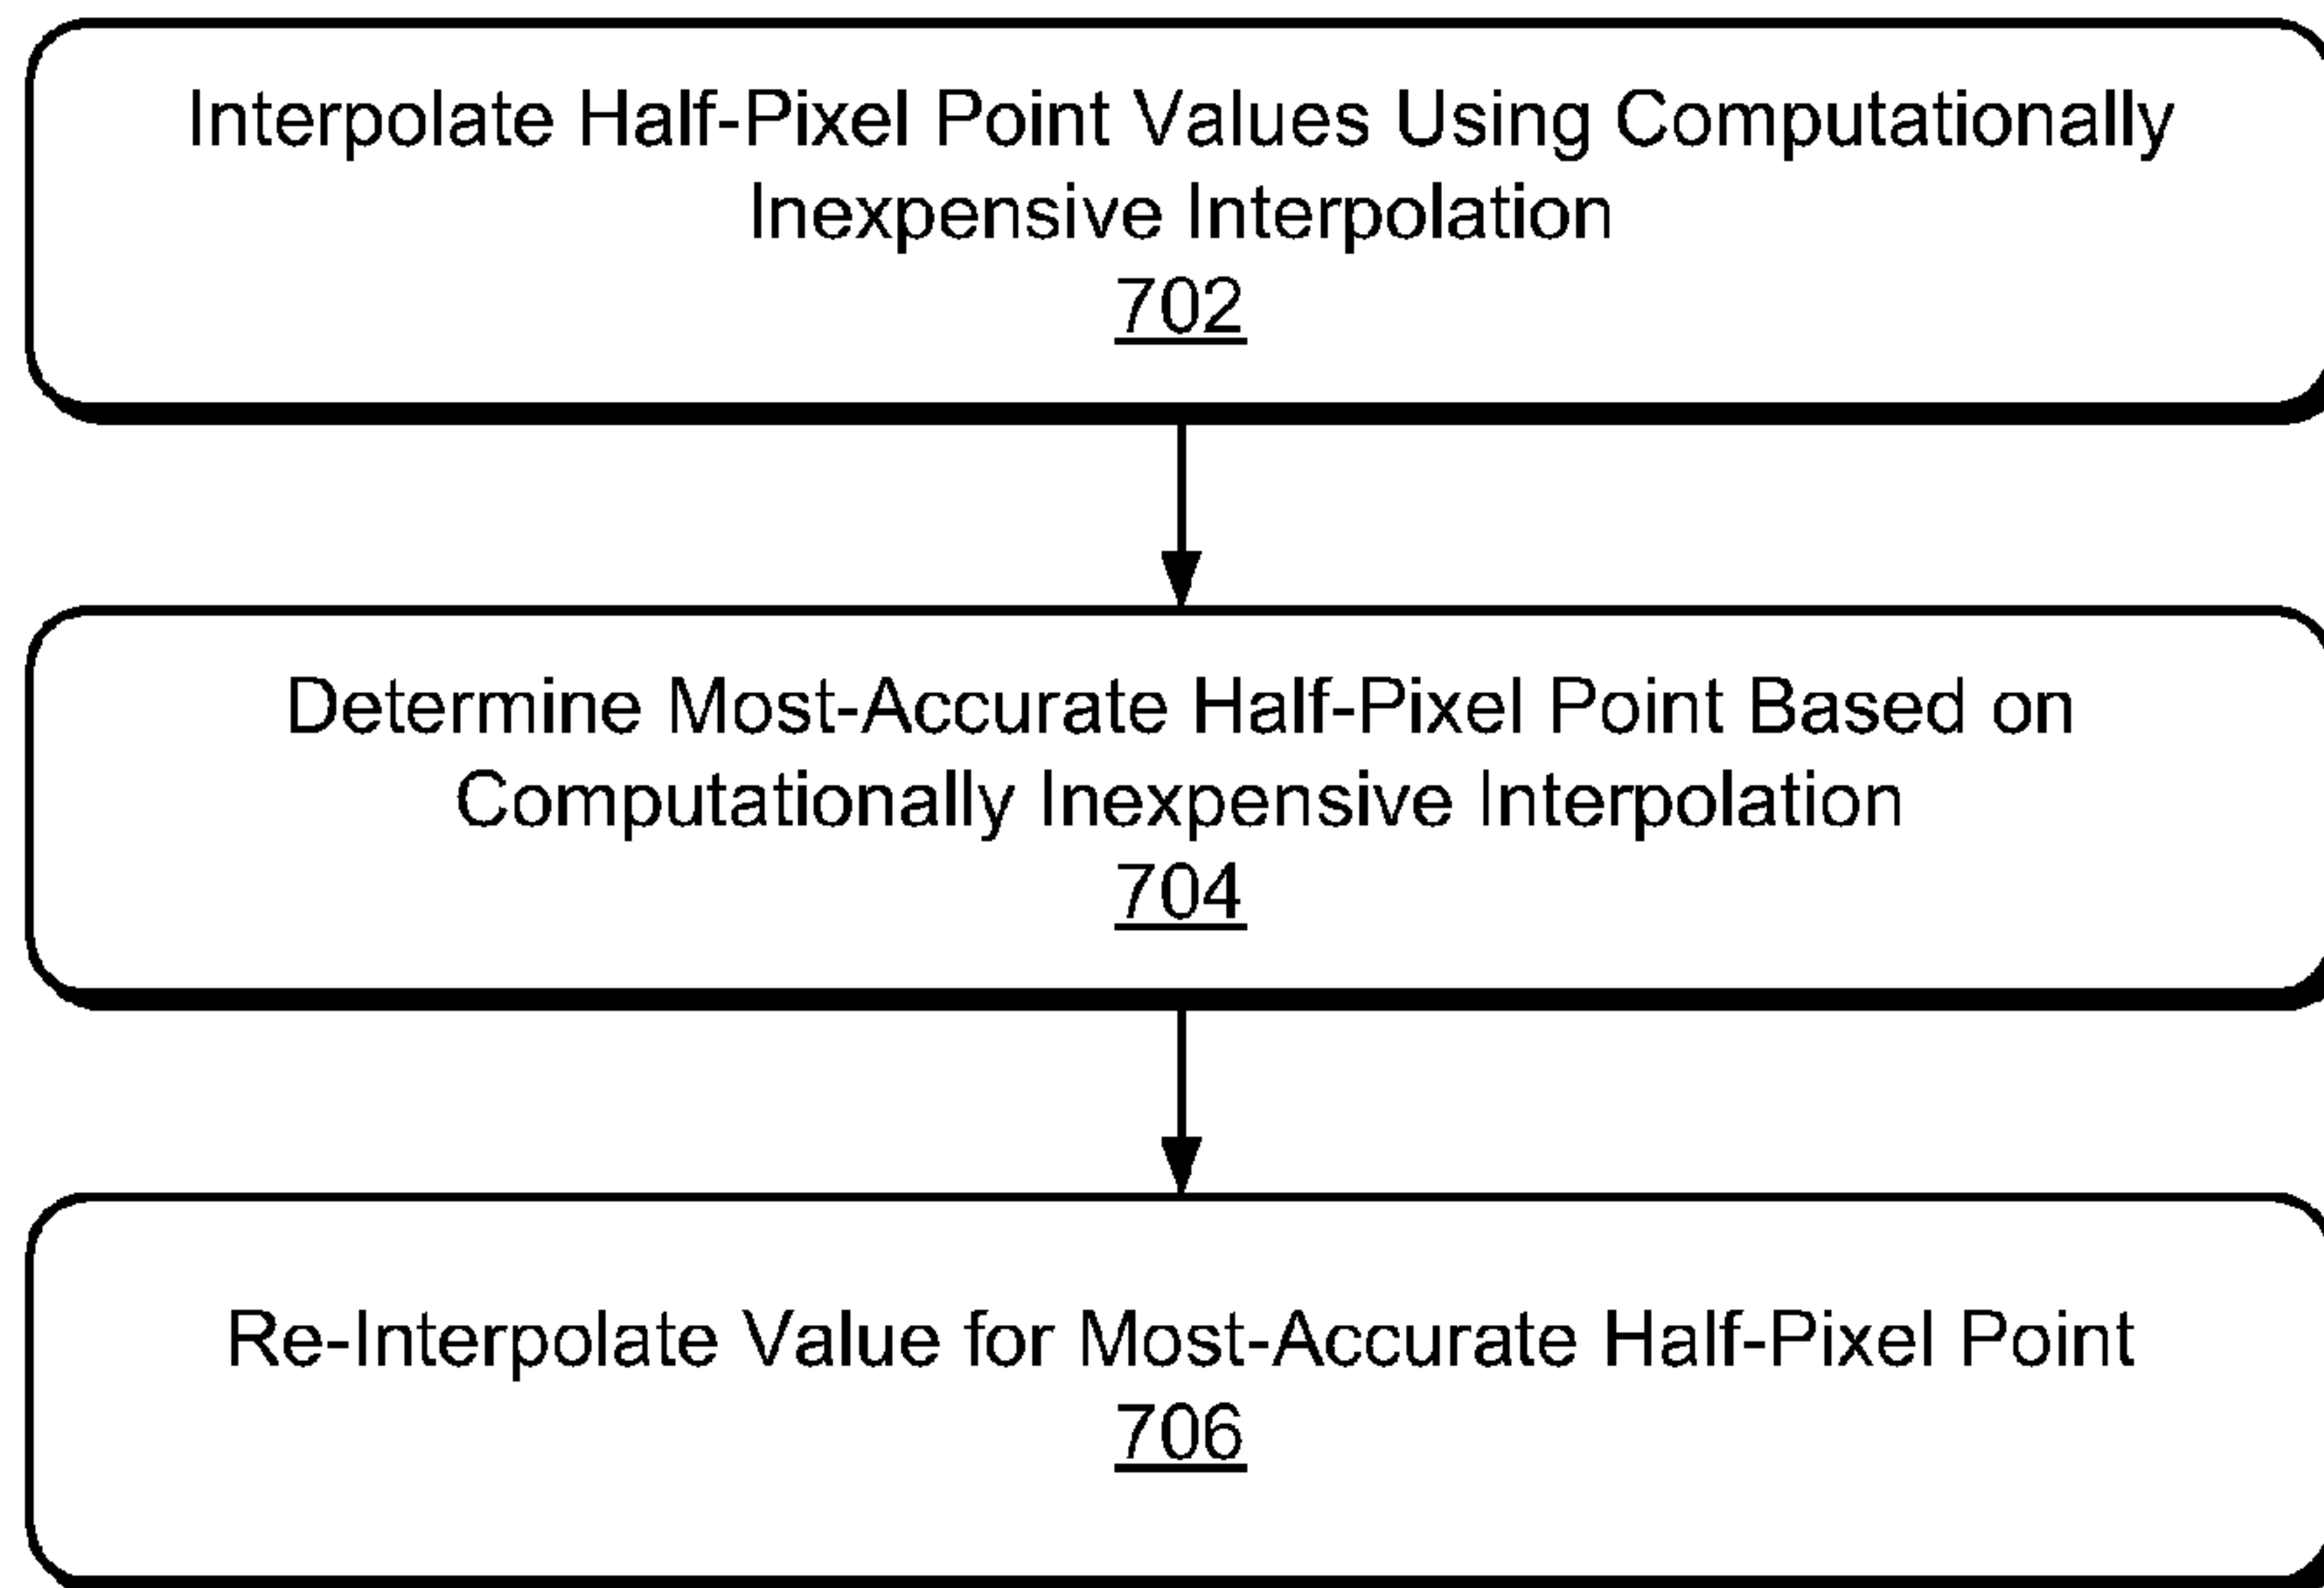 Interpolate Half-Pixel Point Values Using Computationally
Inexpensive Interpolation
702
Determine Most-Accurate Half-Pixel Point Based on
Computationally Inexpensive Interpolation
704
Re-Interpolate Value for Most-Accurate Half-Pixel Point
706